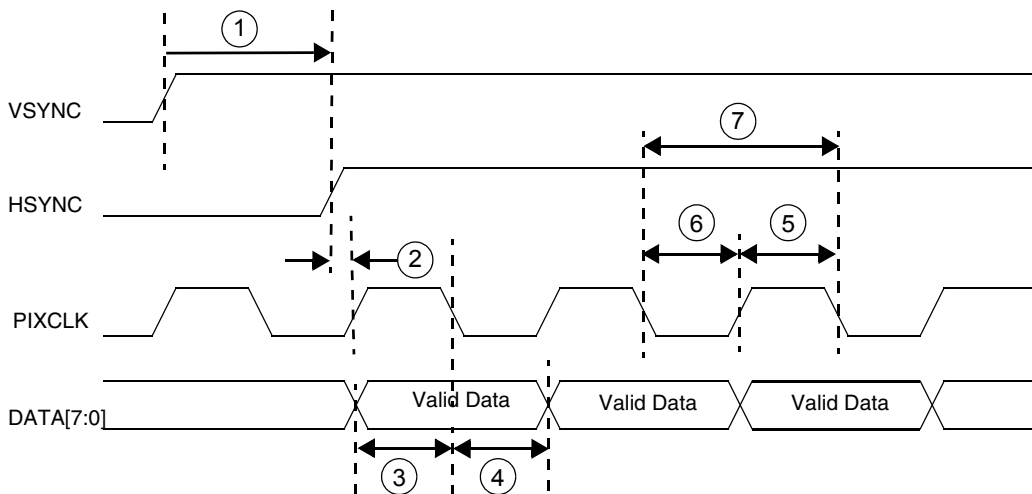 1
VSYNC
7
HSYNC
6 5
2
PIXCLK
DATA[7:0] Valid Data Valid Data Valid Data
3 4